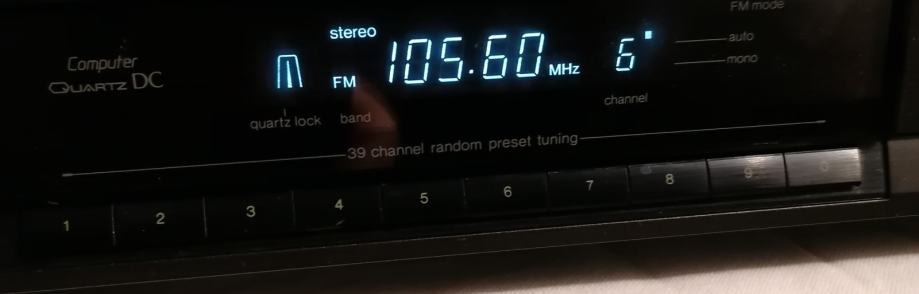 FM mode
stereo
105.60 MHz
6
auto
mono
Computer
QUARTZ DC
FM
channel
quartz lock
band
39 channel random preset tuning
1 2 3 4 5 6 7 8 9 0